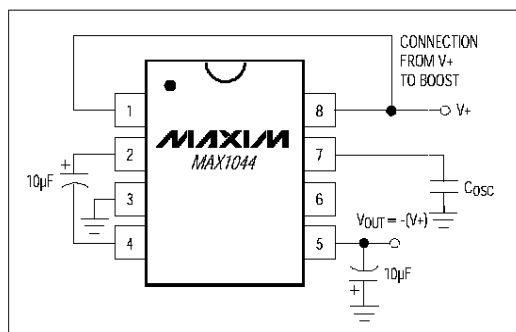 CONNECTION
FROM V+
TO BOOST
1
8
V+
MAXIM
MAX1044
2
7
+
10µF
COSC
3
6
VOUT = -(V+)
4
5
10µF
+